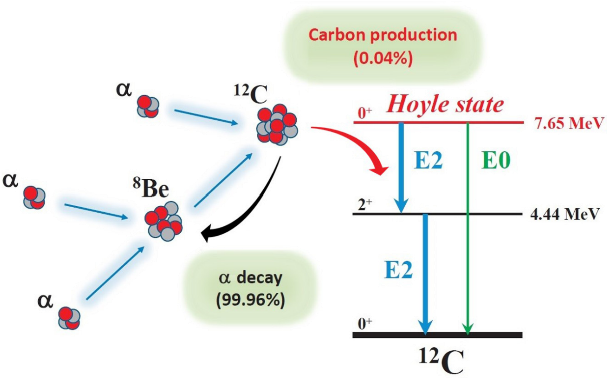 Carbon production
(0.04%)
α
¹²C
0⁺
Hoyle state
7.65 MeV
E2
E0
α
⁸Be
2⁺
4.44 MeV
E2
α decay
(99.96%)
α
0⁺
¹²C